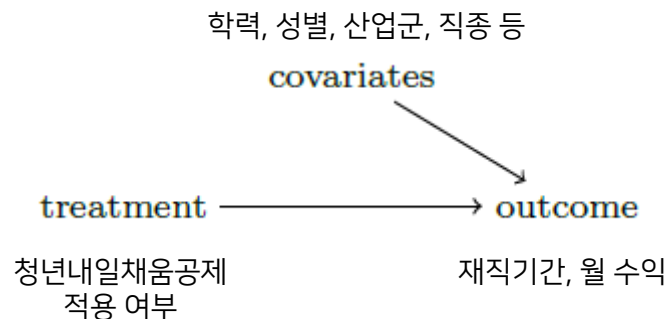 학력, 성별, 산업군, 직종 등
covariates
treatment
outcome
청년내일채움공제
적용 여부
재직기간, 월 수익